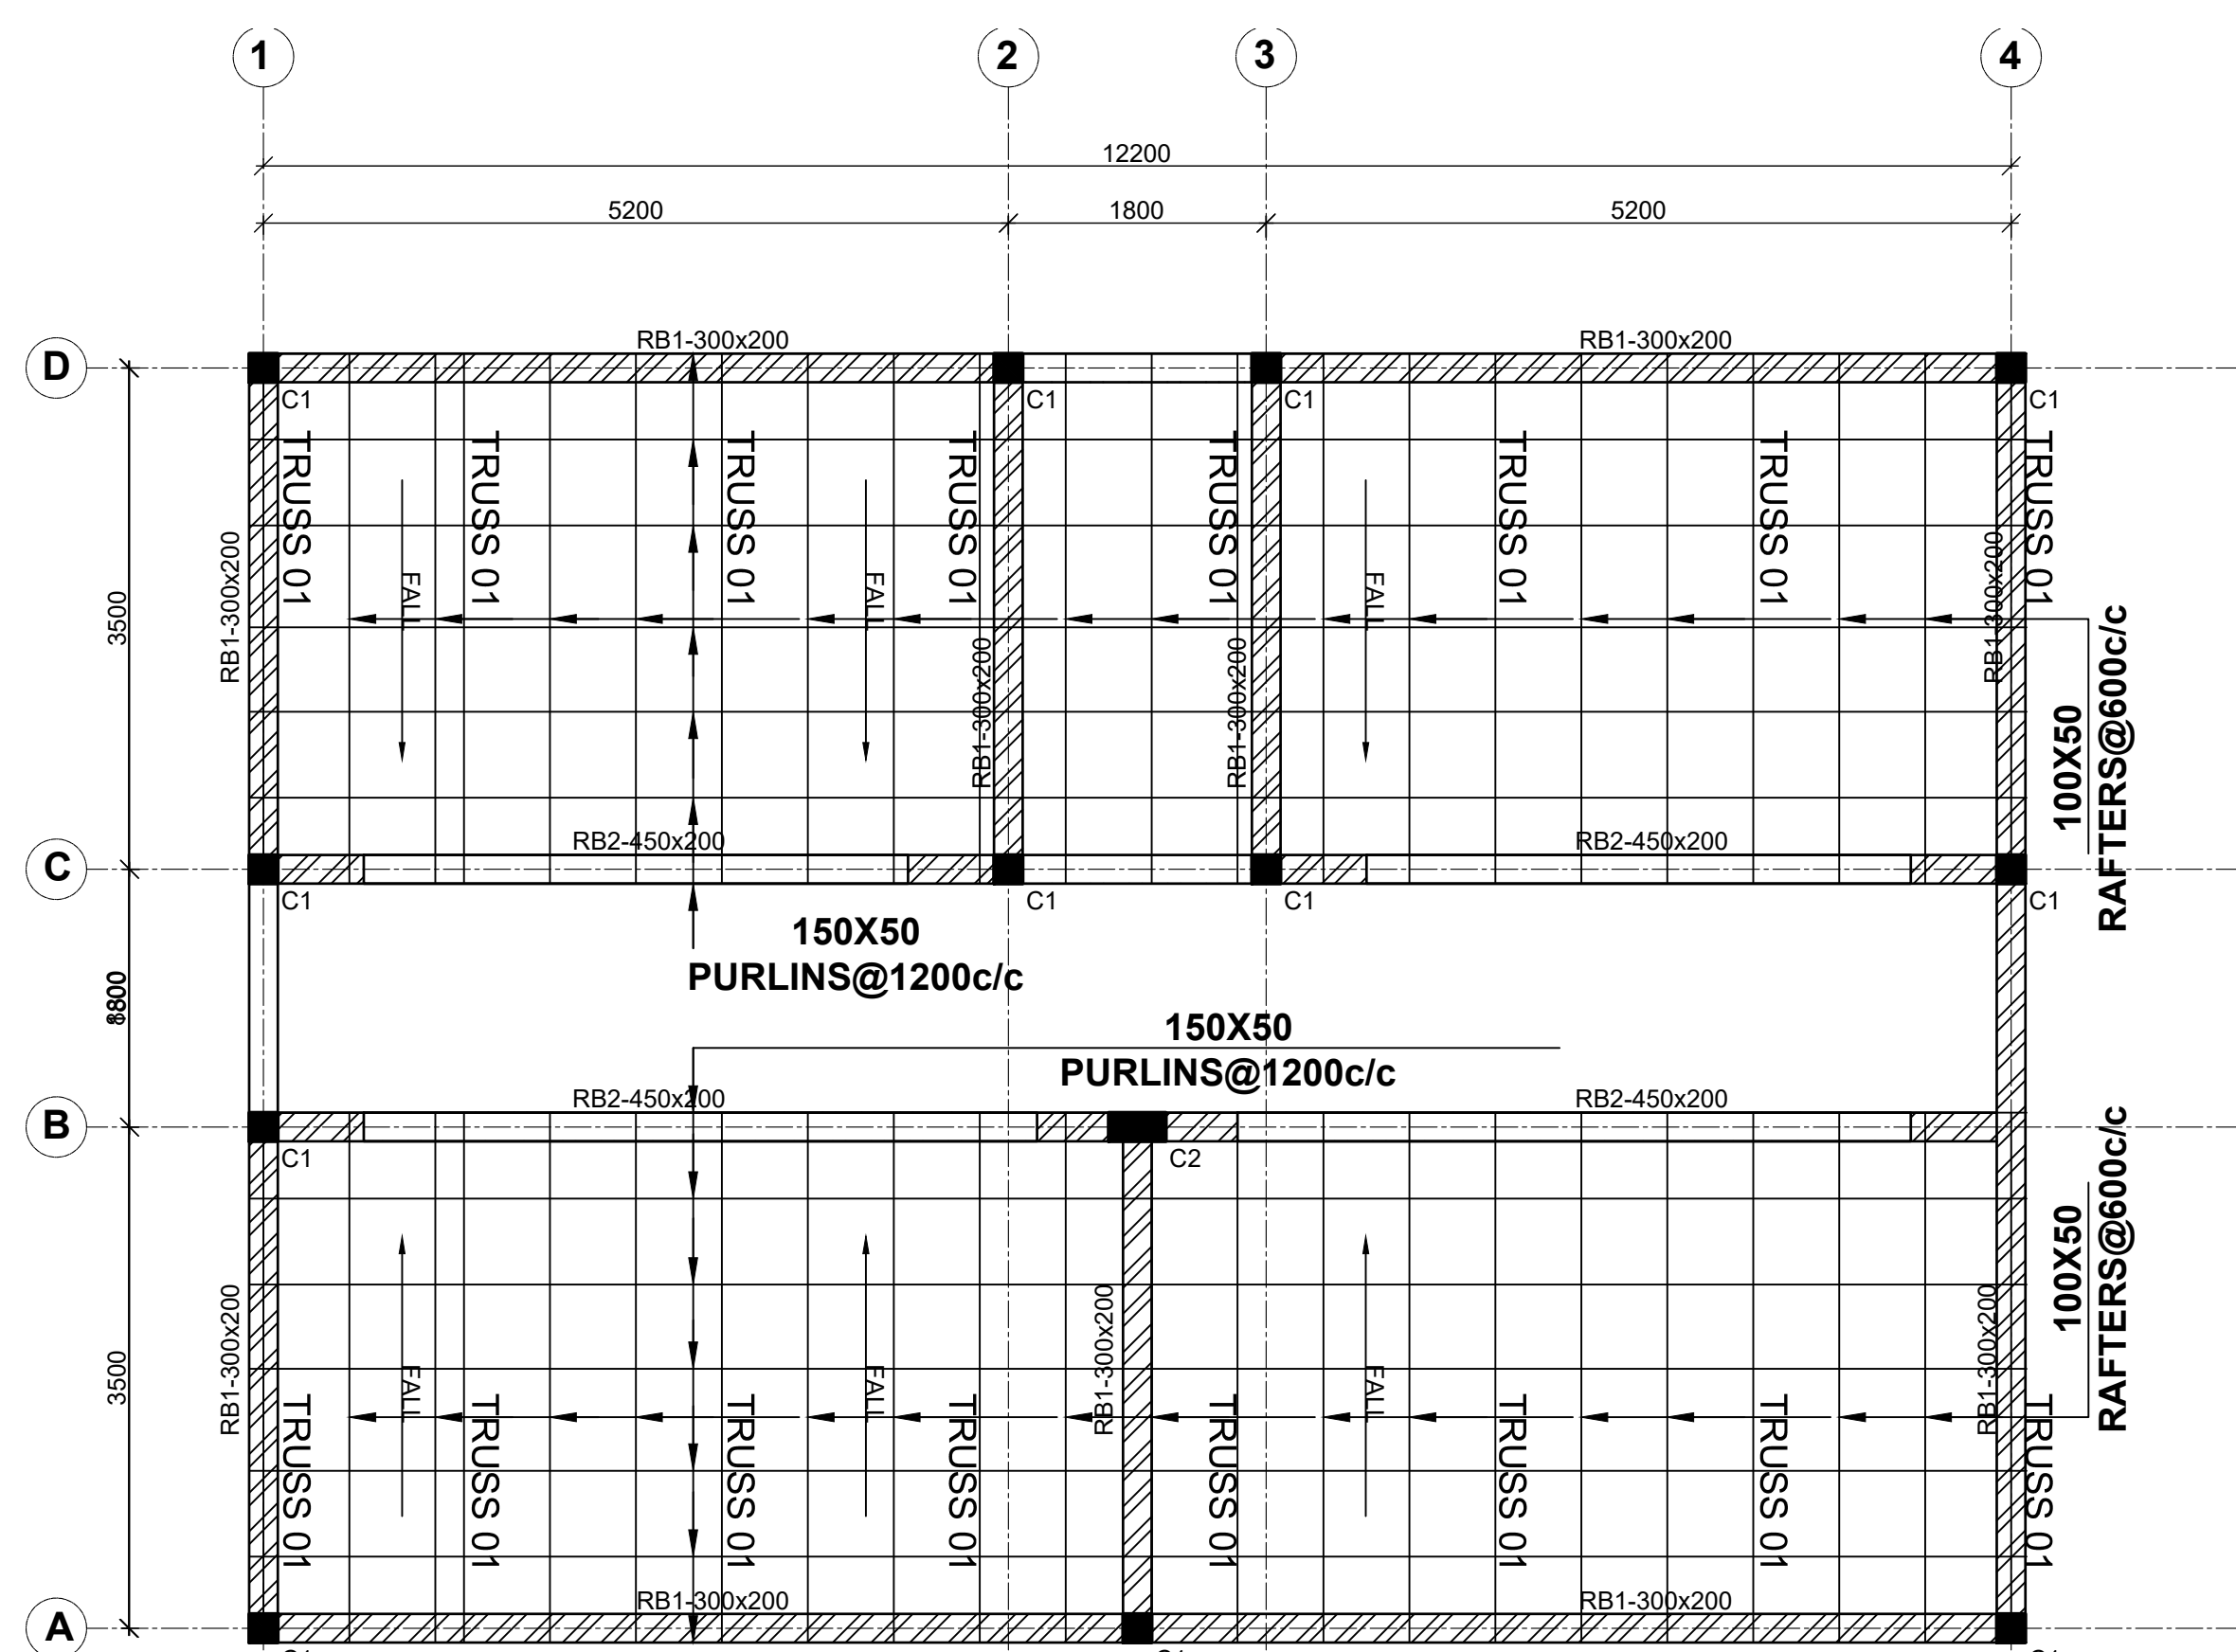 1
2
3
4
12200
5200
1800
5200
D
RB1-300x200
RB1-300x200
C1
C1
C1
C1
TRUSS 01
TRUSS 01
TRUSS 01
TRUSS 01
TRUSS 01
TRUSS 01
TRUSS 01
TRUSS 01
3500
RB1-300x200
FALL
FALL
FALL
RB1-300x200
RB1-300x200
RB1-300x200
100X50
RAFTERS@600c/c
C
RB2-450x200
RB2-450x200
C1
C1
C1
C1
150X50
PURLINS@1200c/c
150X50
PURLINS@1200c/c
B
RB2-450x200
RB2-450x200
C1
C2
3500
RB1-300x200
FALL
FALL
FALL
RB1-300x200
RB1-300x200
100X50
RAFTERS@600c/c
TRUSS 01
TRUSS 01
TRUSS 01
TRUSS 01
TRUSS 01
TRUSS 01
TRUSS 01
TRUSS 01
A
RB1-300x200
RB1-300x200